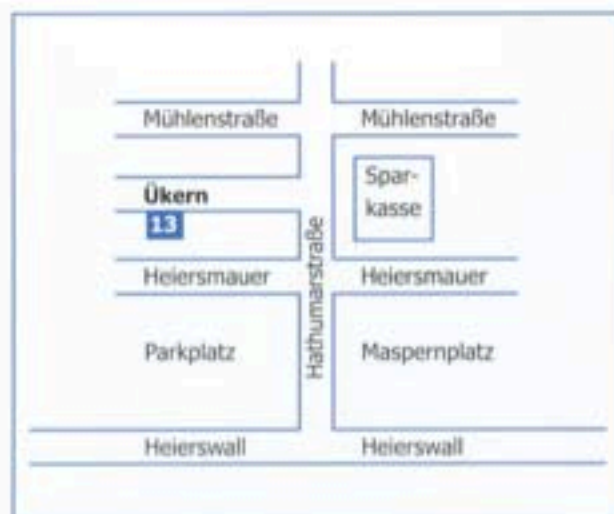 Mühlenstraße Mühlenstraße
Ükern
13
Spar-
kasse
Hathumarstraße
Heiersmauer Heiersmauer
Parkplatz Maspernplatz
Heierswall Heierswall